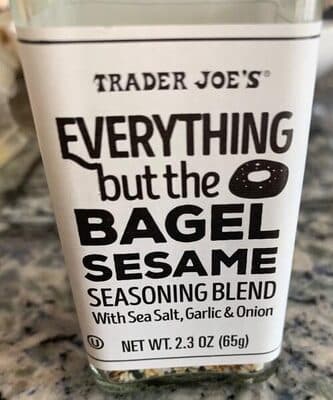 TRADER JOE'S®
EVERYTHING
but the
BAGEL
SESAME
SEASONING BLEND
With Sea Salt, Garlic & Onion
U
NET WT. 2.3 OZ (65g)